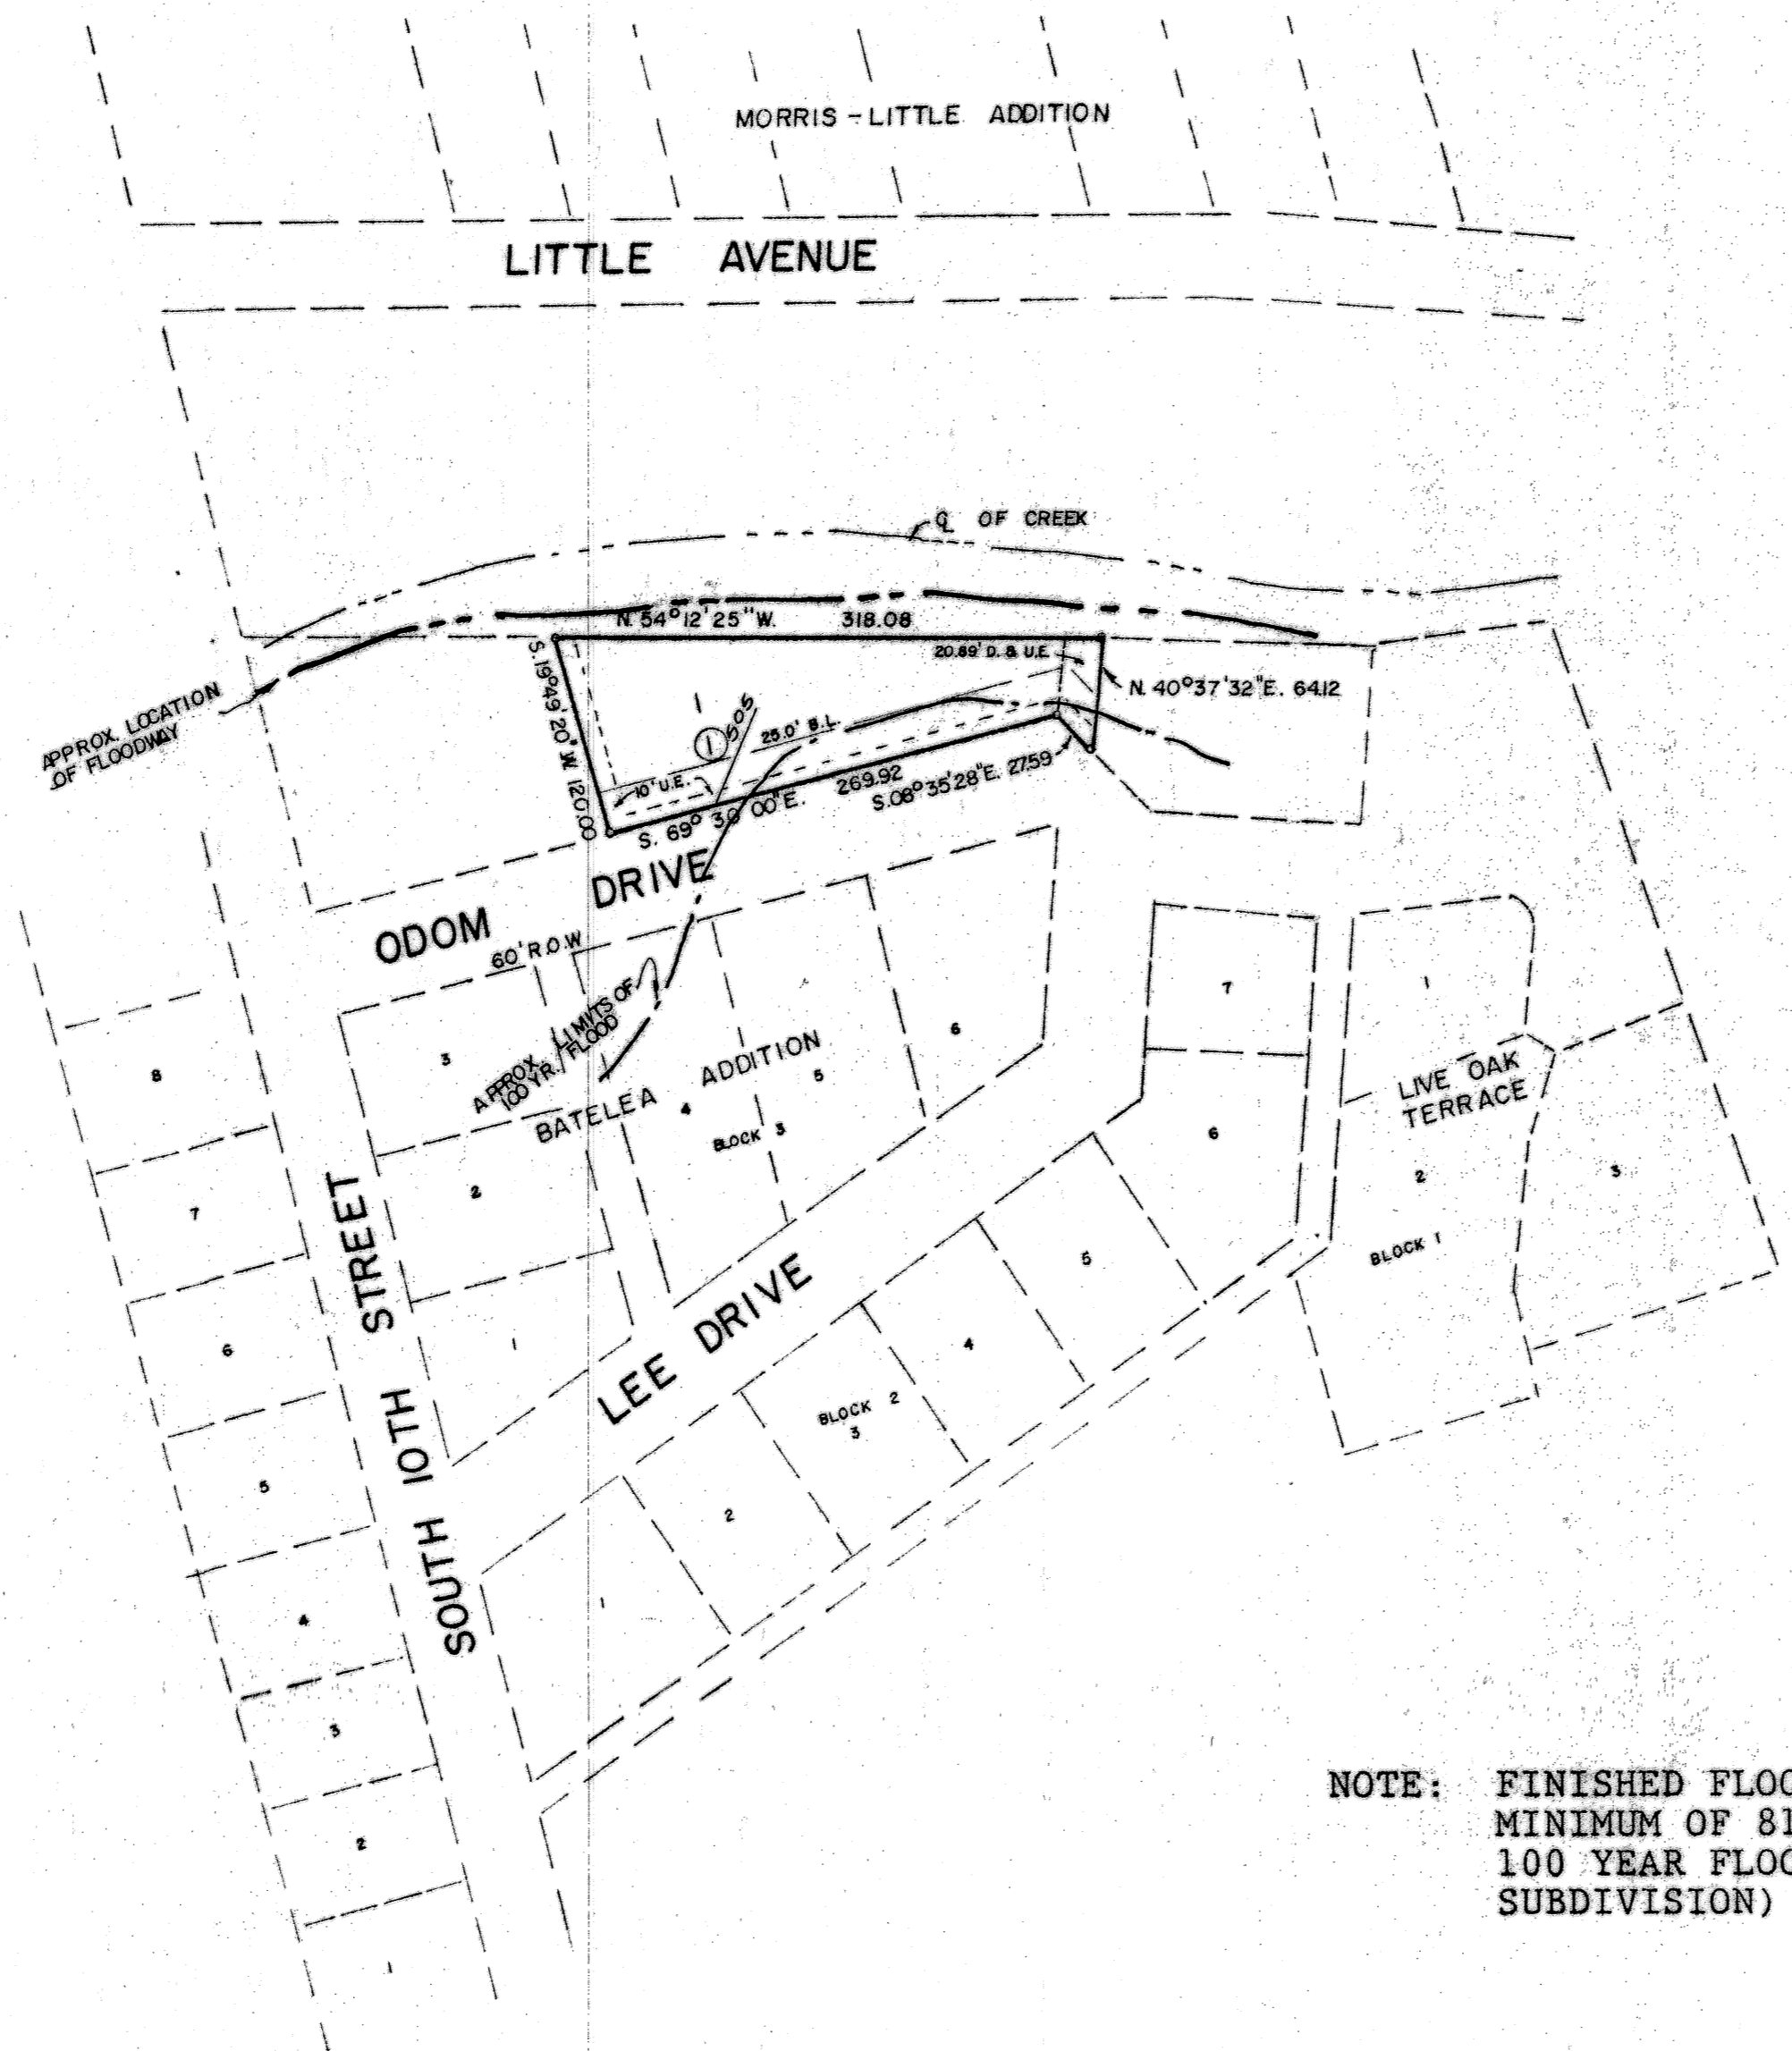 MORRIS - LITTLE ADDITION
LITTLE AVENUE
℄ OF CREEK
N. 54° 12' 25" W. 318.08
APPROX. LOCATION
OF FLOODWAY
S. 19° 49' 20" W. 120.00
20.89' D. & U.E.
N. 40° 37' 32" E. 64.12
1
1
505
25.0' B.L.
10' U.E.
S. 69° 30' 00" E. 269.92
S. 08° 35' 28" E. 27.59
ODOM DRIVE
60' R.O.W.
APPROX. LIMITS OF
100 YR. FLOOD
BATELEA ADDITION
BLOCK 3
3
2
1
4
5
6
8
7
6
5
4
3
2
1
SOUTH 10TH STREET
LEE DRIVE
BLOCK 2
1
2
3
4
5
6
7
LIVE OAK
TERRACE
BLOCK 1
1
2
3
NOTE: FINISHED FLOO
MINIMUM OF 81
100 YEAR FLOO
SUBDIVISION)